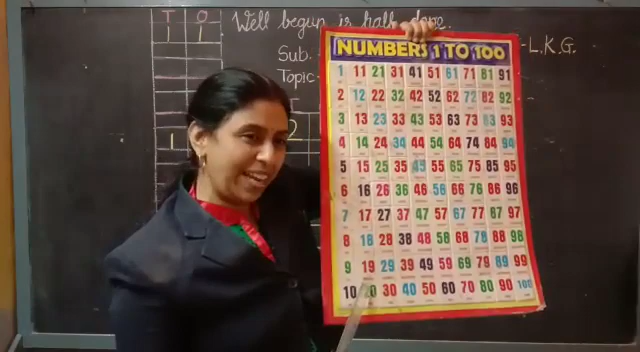 T O
Well begun is half done.
1 1
Sub.
-L.K.G.
Topic-
2
1
NUMBERS 1 TO 100
1 11 21 31 41 51 61 71 81 91
2 12 22 32 42 52 62 72 82 92
3 13 23 33 43 53 63 73 83 93
4 14 24 34 44 54 64 74 84 94
5 15 25 35 45 55 65 75 85 95
6 16 26 36 46 56 66 76 86 96
7 17 27 37 47 57 67 77 87 97
8 18 28 38 48 58 68 78 88 98
9 19 29 39 49 59 69 79 89 99
10 20 30 40 50 60 70 80 90 100